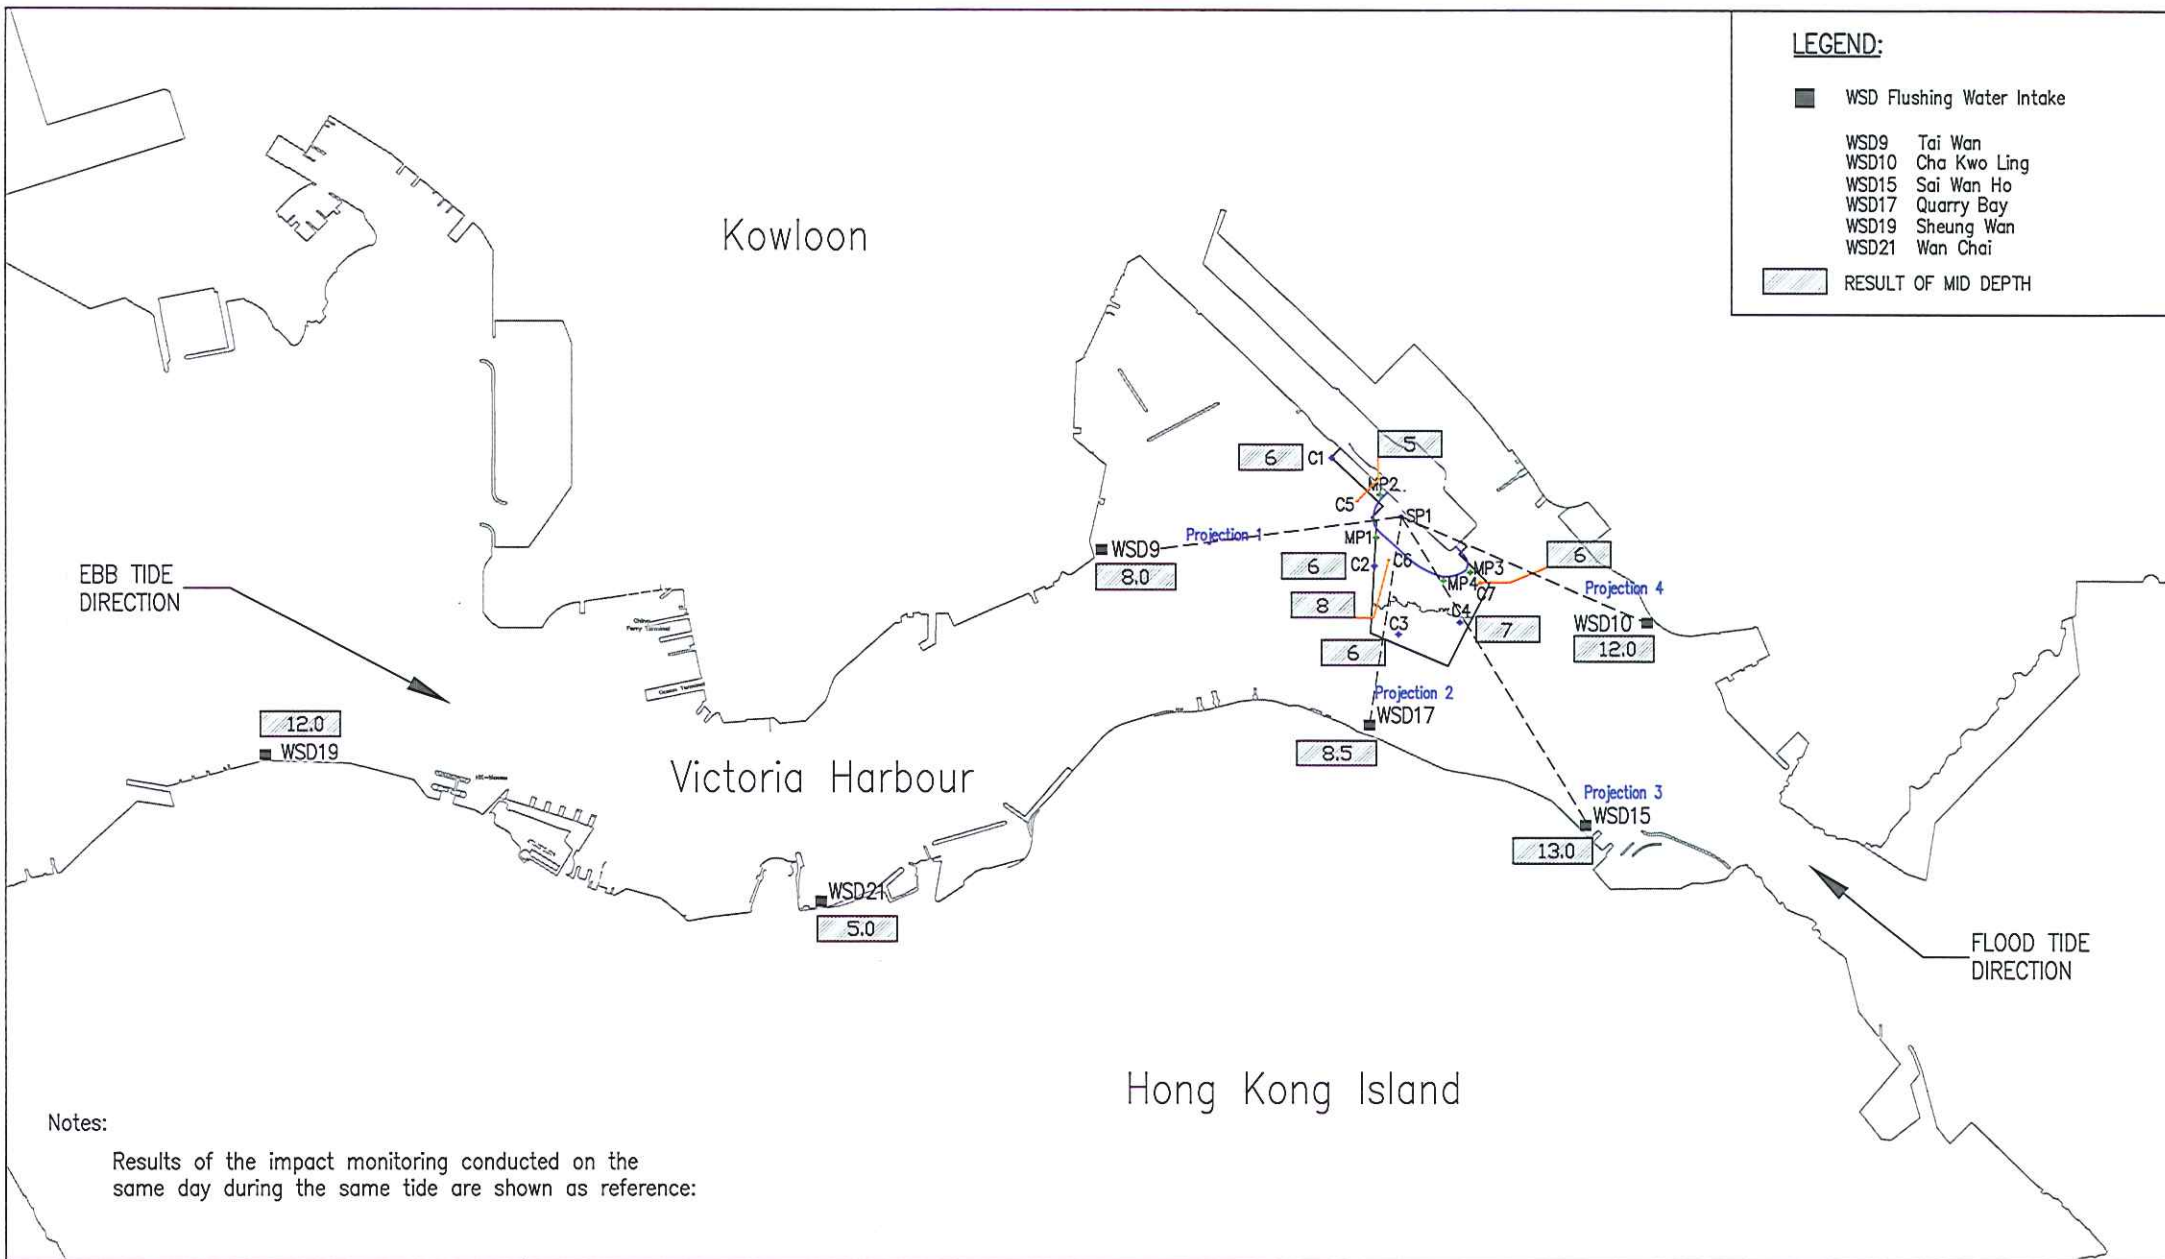 LEGEND:
WSD Flushing Water Intake
WSD9 Tai Wan
WSD10 Cha Kwo Ling
WSD15 Sai Wan Ho
WSD17 Quarry Bay
WSD19 Sheung Wan
WSD21 Wan Chai
RESULT OF MID DEPTH
Kowloon
5
6 C1
MP2
C5
SP1
Projection 1
MP1
WSD9
8.0
6 C2
C6
6
MP3
MP4
C7
8
C4
C3
7
6
Projection 4
WSD10
12.0
EBB TIDE
DIRECTION
China
Ferry Terminal
Ocean Terminal
Projection 2
WSD17
8.5
12.0
WSD19
Victoria Harbour
Projection 3
WSD15
13.0
WSD21
5.0
FLOOD TIDE
DIRECTION
Hong Kong Island
Notes:
Results of the impact monitoring conducted on the
same day during the same tide are shown as reference: